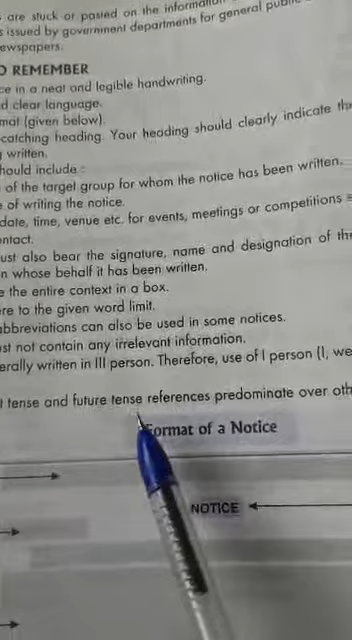 are stuck or pasted on the information
issued by government departments for general public
ewspapers.
O REMEMBER
ce in a neat and legible handwriting.
d clear language.
mat (given below).
catching heading. Your heading should clearly indicate the
written.
hould include :
of the target group for whom the notice has been written.
of writing the notice.
date, time, venue etc. for events, meetings or competitions
ontact.
ust also bear the signature, name and designation of the
n whose behalf it has been written.
e the entire context in a box.
re to the given word limit.
abbreviations can also be used in some notices.
st not contain any irrelevant information.
erally written in III person. Therefore, use of I person (I, we
t tense and future tense references predominate over oth
Format of a Notice
NOTICE